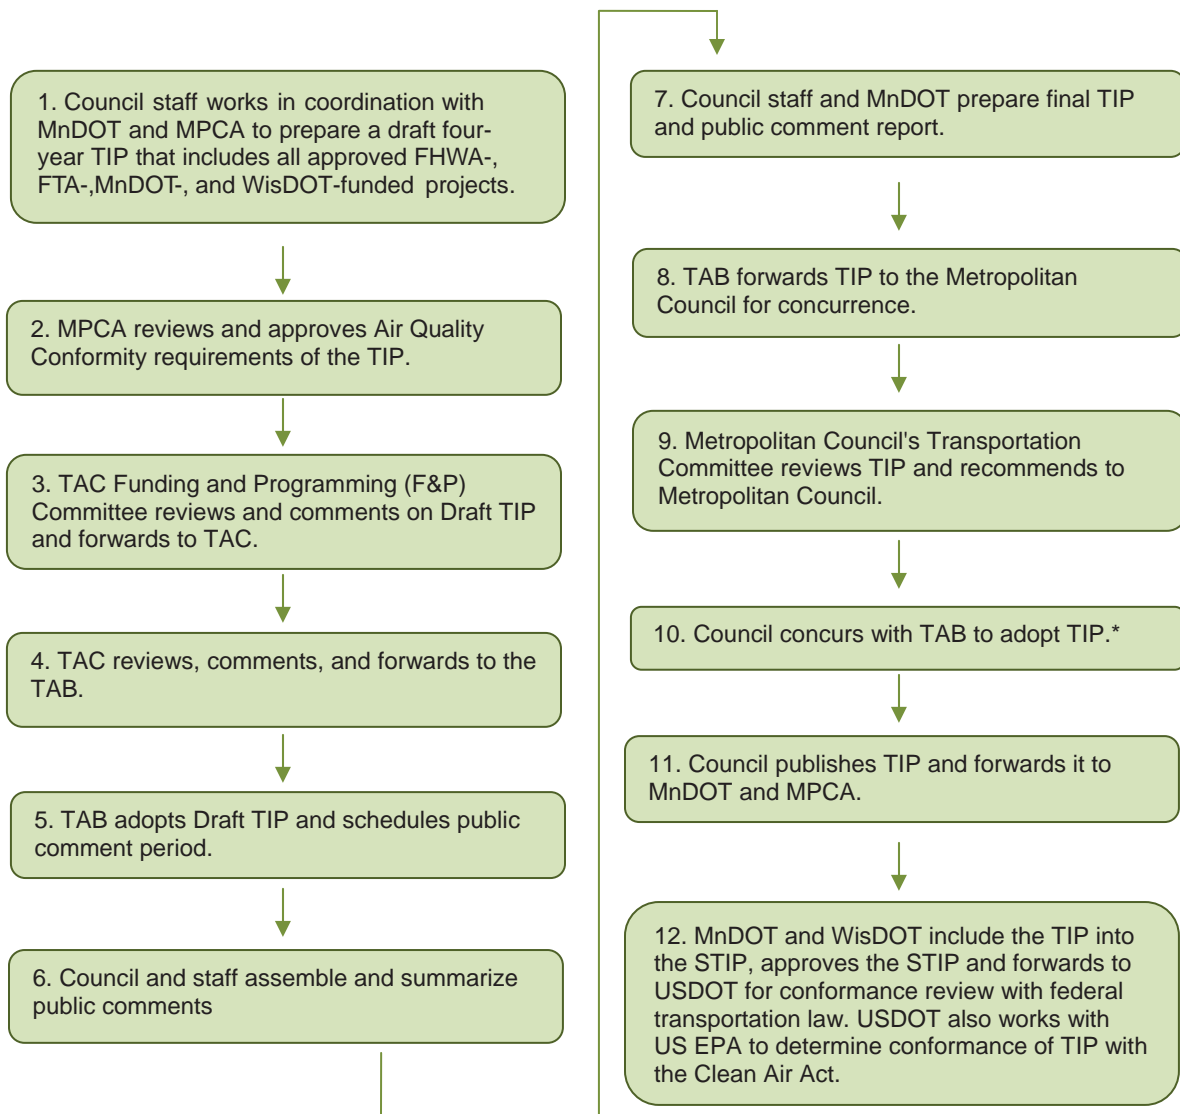 1. Council staff works in coordination with
MnDOT and MPCA to prepare a draft four-
year TIP that includes all approved FHWA-,
FTA-,MnDOT-, and WisDOT-funded projects.
2. MPCA reviews and approves Air Quality
Conformity requirements of the TIP.
3. TAC Funding and Programming (F&P)
Committee reviews and comments on Draft TIP
and forwards to TAC.
4. TAC reviews, comments, and forwards to the
TAB.
5. TAB adopts Draft TIP and schedules public
comment period.
6. Council and staff assemble and summarize
public comments
7. Council staff and MnDOT prepare final TIP
and public comment report.
8. TAB forwards TIP to the Metropolitan
Council for concurrence.
9. Metropolitan Council's Transportation
Committee reviews TIP and recommends to
Metropolitan Council.
10. Council concurs with TAB to adopt TIP.*
11. Council publishes TIP and forwards it to
MnDOT and MPCA.
12. MnDOT and WisDOT include the TIP into
the STIP, approves the STIP and forwards to
USDOT for conformance review with federal
transportation law. USDOT also works with
US EPA to determine conformance of TIP with
the Clean Air Act.